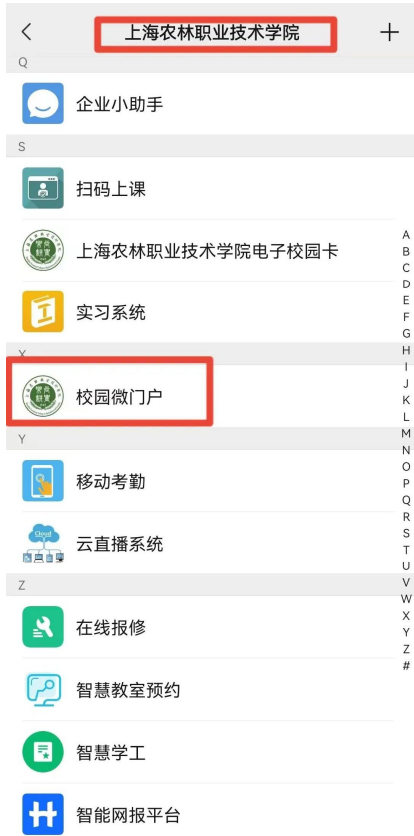 上海农林职业技术学院
Q
企业小助手
S
扫码上课
上海农林职业技术学院电子校园卡
实习系统
X
校园微门户
Y
移动考勤
Cloud
云直播系统
Z
在线报修
智慧教室预约
智慧学工
智能网报平台
A
B
C
D
E
F
G
H
I
J
K
L
M
N
O
P
Q
R
S
T
U
V
W
X
Y
Z
#